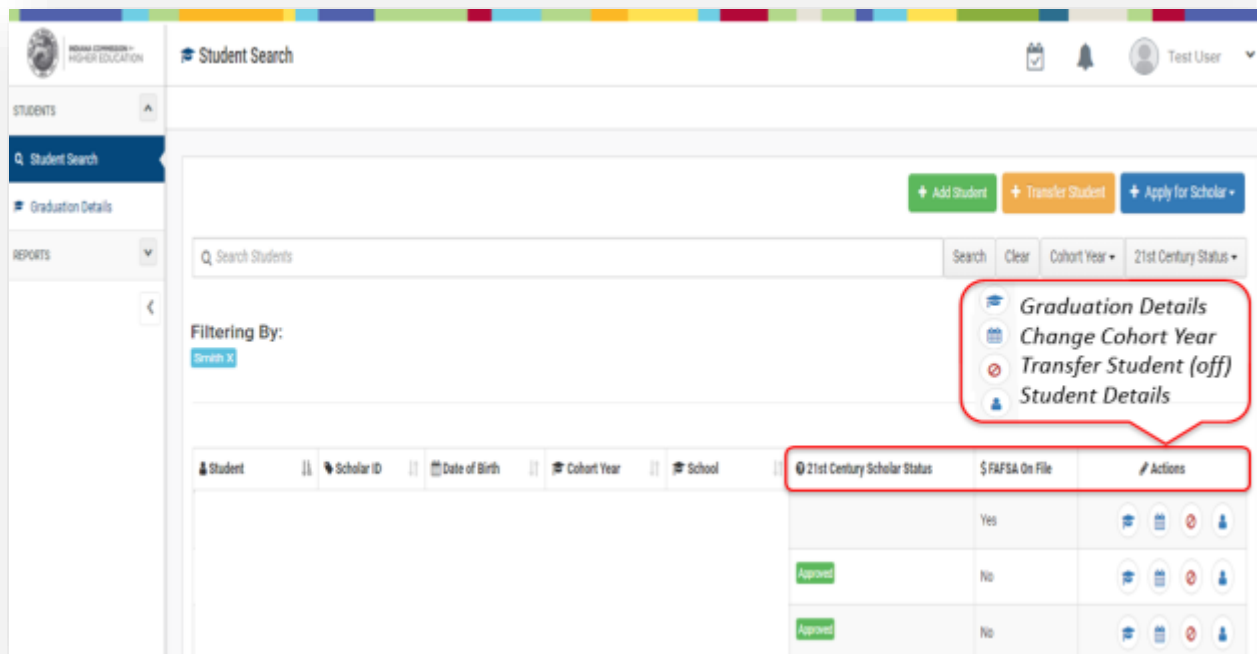 INDIANA COMMISSION for
HIGHER EDUCATION
Student Search
Test User
STUDENTS
Student Search
Graduation Details
REPORTS
+ Add Student
+ Transfer Student
+ Apply for Scholar
Search Students
Search
Clear
Cohort Year
21st Century Status
Graduation Details
Change Cohort Year
Transfer Student (off)
Student Details
Filtering By:
Smith X
Student
Scholar ID
Date of Birth
Cohort Year
School
21st Century Scholar Status
$ FAFSA On File
Actions
Yes
Approved
No
Approved
No